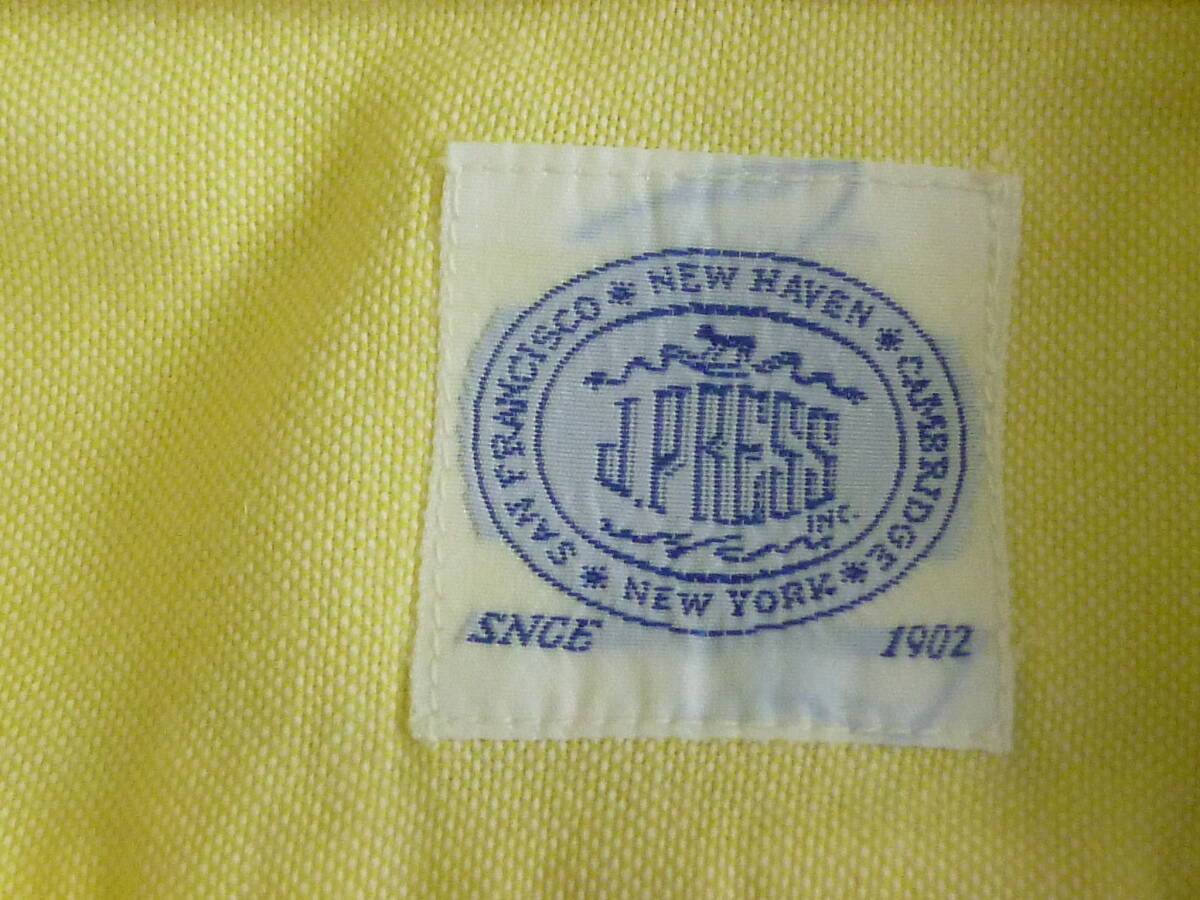 SAN FRANCISCO * NEW HAVEN * CAMBRIDGE * NEW YORK *
J. PRESS
INC.
SNCE 1902